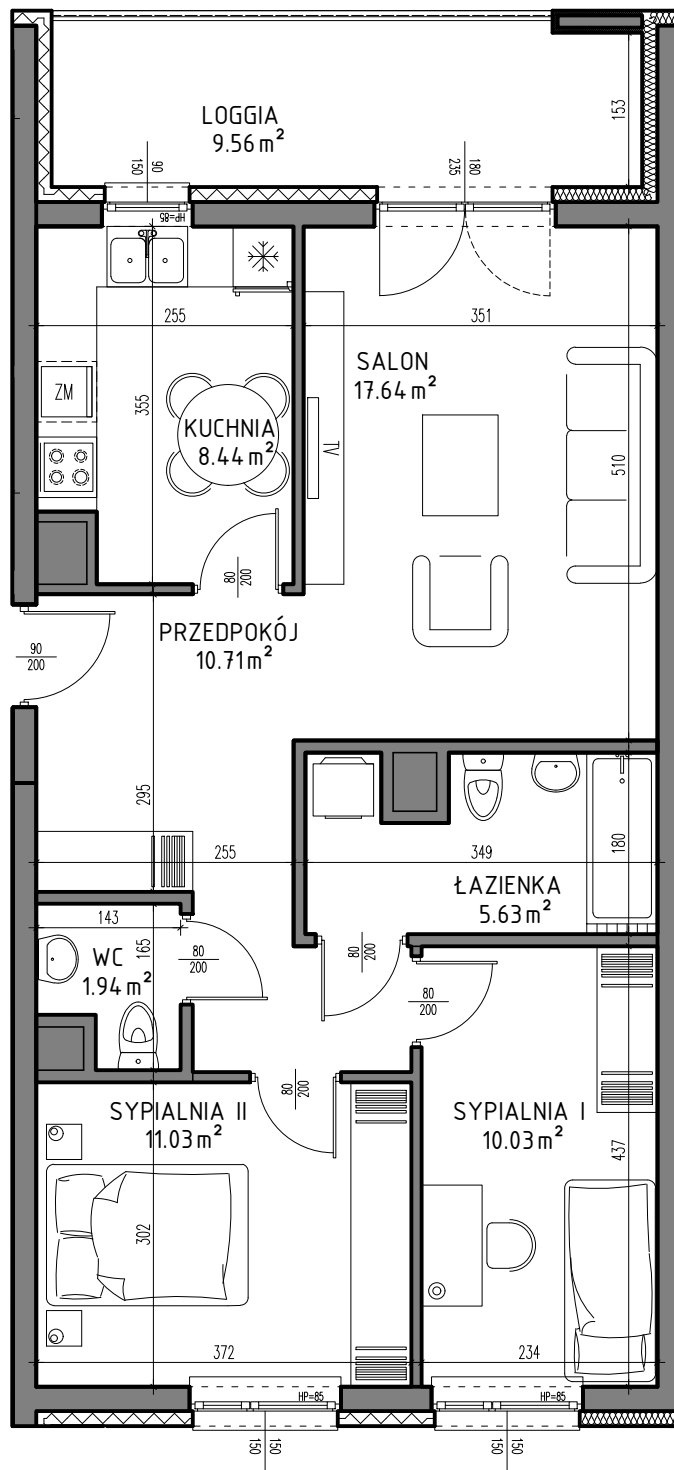 LOGGIA
9.56 m²
153
90
150
180
235
HP=85
255
351
SALON
17.64 m²
ZM
355
KUCHNIA
8.44 m²
TV
510
80
200
PRZEDPOKÓJ
10.71 m²
90
200
295
255
349
180
ŁAZIENKA
5.63 m²
143
165
WC
1.94 m²
80
200
80
200
80
200
80
200
SYPIALNIA II
11.03 m²
SYPIALNIA I
10.03 m²
437
302
372
234
HP=85
HP=85
150
150
150
150